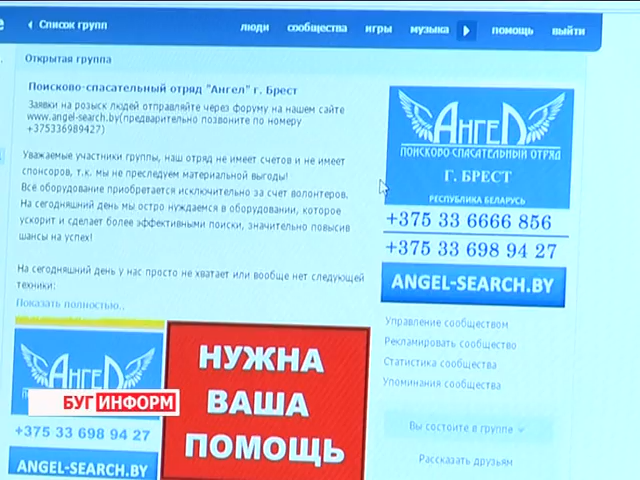 е
Список групп
люди сообщества игры музыка помощь выйти
Открытая группа
Поисково-спасательный отряд "Ангел" г. Брест
Заявки на розыск людей отправляйте через форуму на нашем сайте
www.angel-search.by(предварительно позвоните по номеру
+375336989427)
Уважаемые участники группы, наш отряд не имеет счетов и не имеет
спонсоров, т.к. мы не преследуем материальной выгоды!
Всё оборудование приобретается исключительно за счет волонтеров.
На сегодняшний день мы остро нуждаемся в оборудовании, которое
ускорит и сделает более эффективными поиски, значительно повысив
шансы на успех!
На сегодняшний день у нас просто не хватает или вообще нет следующей
техники:
Показать полностью..
АНГЕЛ
+375 33 698 94 27
ANGEL-SEARCH.BY
БУГИНФОРМ
НУЖНА
ВАША
ПОМОЩЬ
АНГЕЛ
ПОИСКОВО-СПАСАТЕЛЬНЫЙ ОТРЯД
Г. БРЕСТ
РЕСПУБЛИКА БЕЛАРУСЬ
+375 33 6666 856
+375 33 698 94 27
ANGEL-SEARCH.BY
Управление сообществом
Рекламировать сообщество
Статистика сообщества
Упоминания сообщества
Вы состоите в группе
Рассказать друзьям